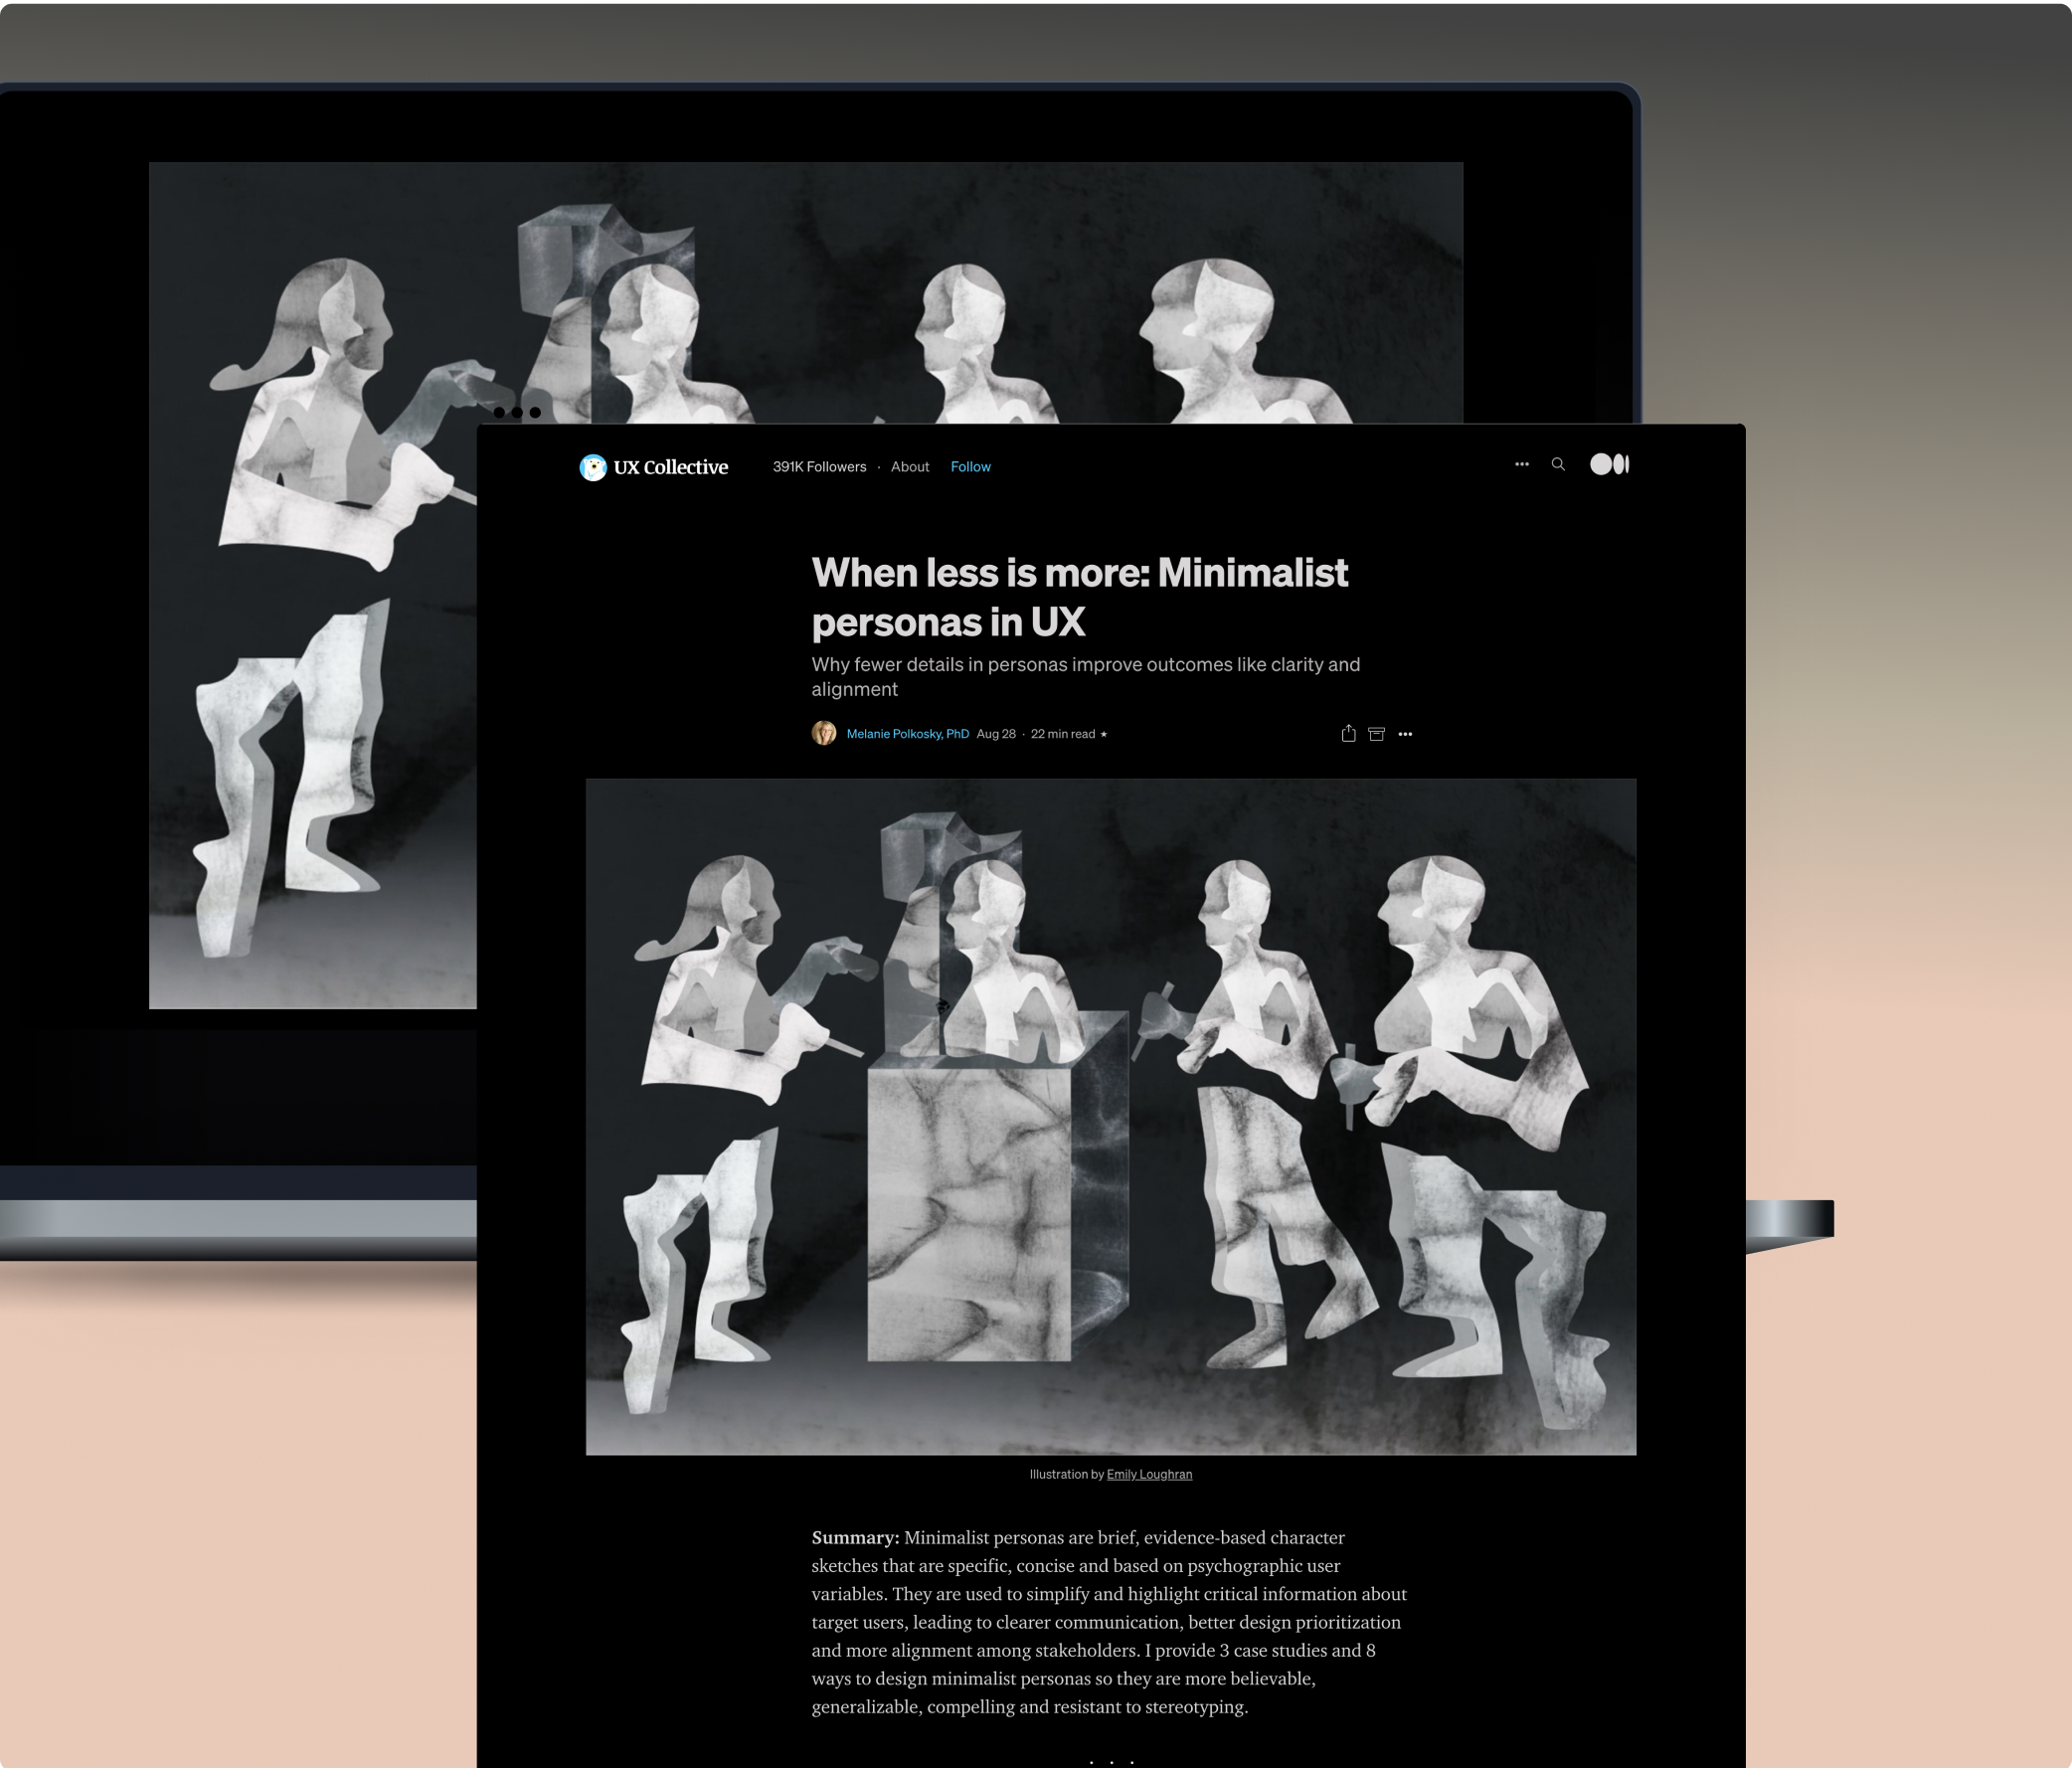 UX Collective
391K Followers · About Follow
When less is more: Minimalist
personas in UX
Why fewer details in personas improve outcomes like clarity and
alignment
Melanie Polkosky, PhD Aug 28 · 22 min read ★
Illustration by Emily Loughran
Summary: Minimalist personas are brief, evidence-based character
sketches that are specific, concise and based on psychographic user
variables. They are used to simplify and highlight critical information about
target users, leading to clearer communication, better design prioritization
and more alignment among stakeholders. I provide 3 case studies and 8
ways to design minimalist personas so they are more believable,
generalizable, compelling and resistant to stereotyping.